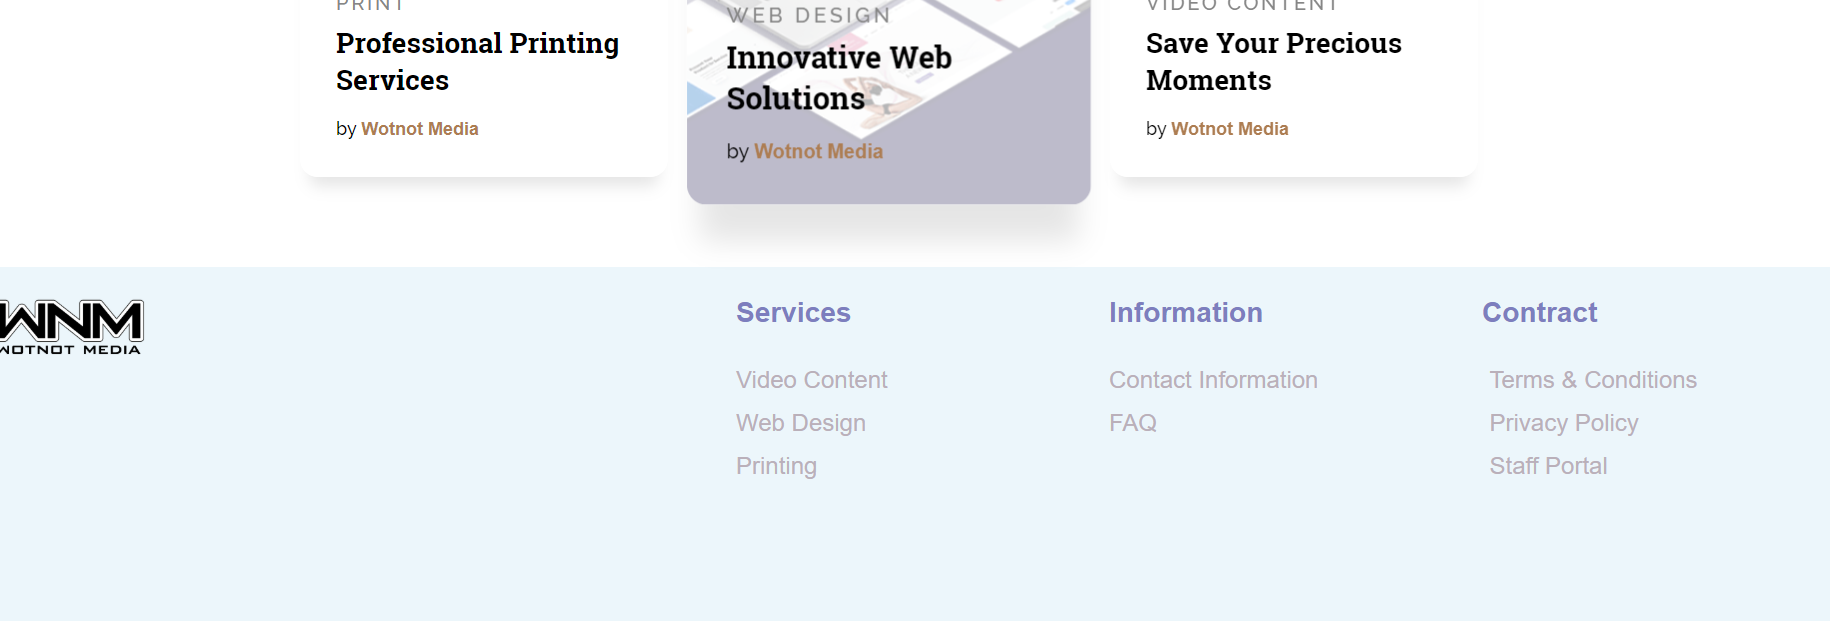 PRINT
Professional Printing
Services
by Wotnot Media
WEB DESIGN
Innovative Web
Solutions
by Wotnot Media
VIDEO CONTENT
Save Your Precious
Moments
by Wotnot Media
WNM
WOTNOT MEDIA
Services
Video Content
Web Design
Printing
Information
Contact Information
FAQ
Contract
Terms & Conditions
Privacy Policy
Staff Portal